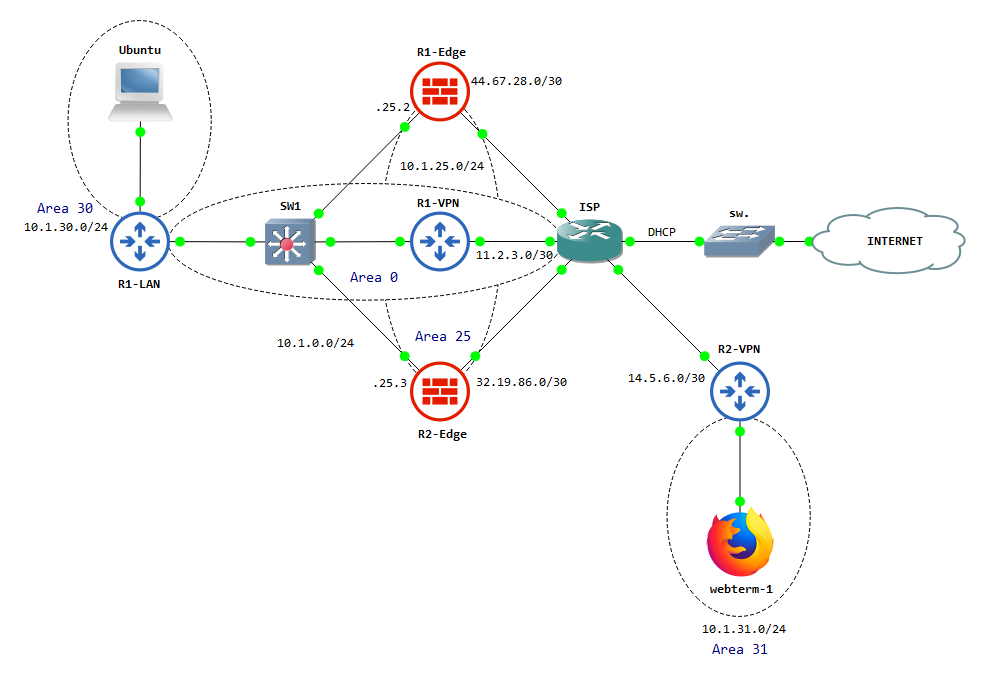 Ubuntu
R1-Edge
44.67.28.0/30
.25.2
10.1.25.0/24
Area 30
10.1.30.0/24
SW1
R1-VPN
ISP
sw.
DHCP
INTERNET
11.2.3.0/30
Area 0
R1-LAN
10.1.0.0/24
Area 25
R2-VPN
14.5.6.0/30
.25.3
32.19.86.0/30
R2-Edge
webterm-1
10.1.31.0/24
Area 31